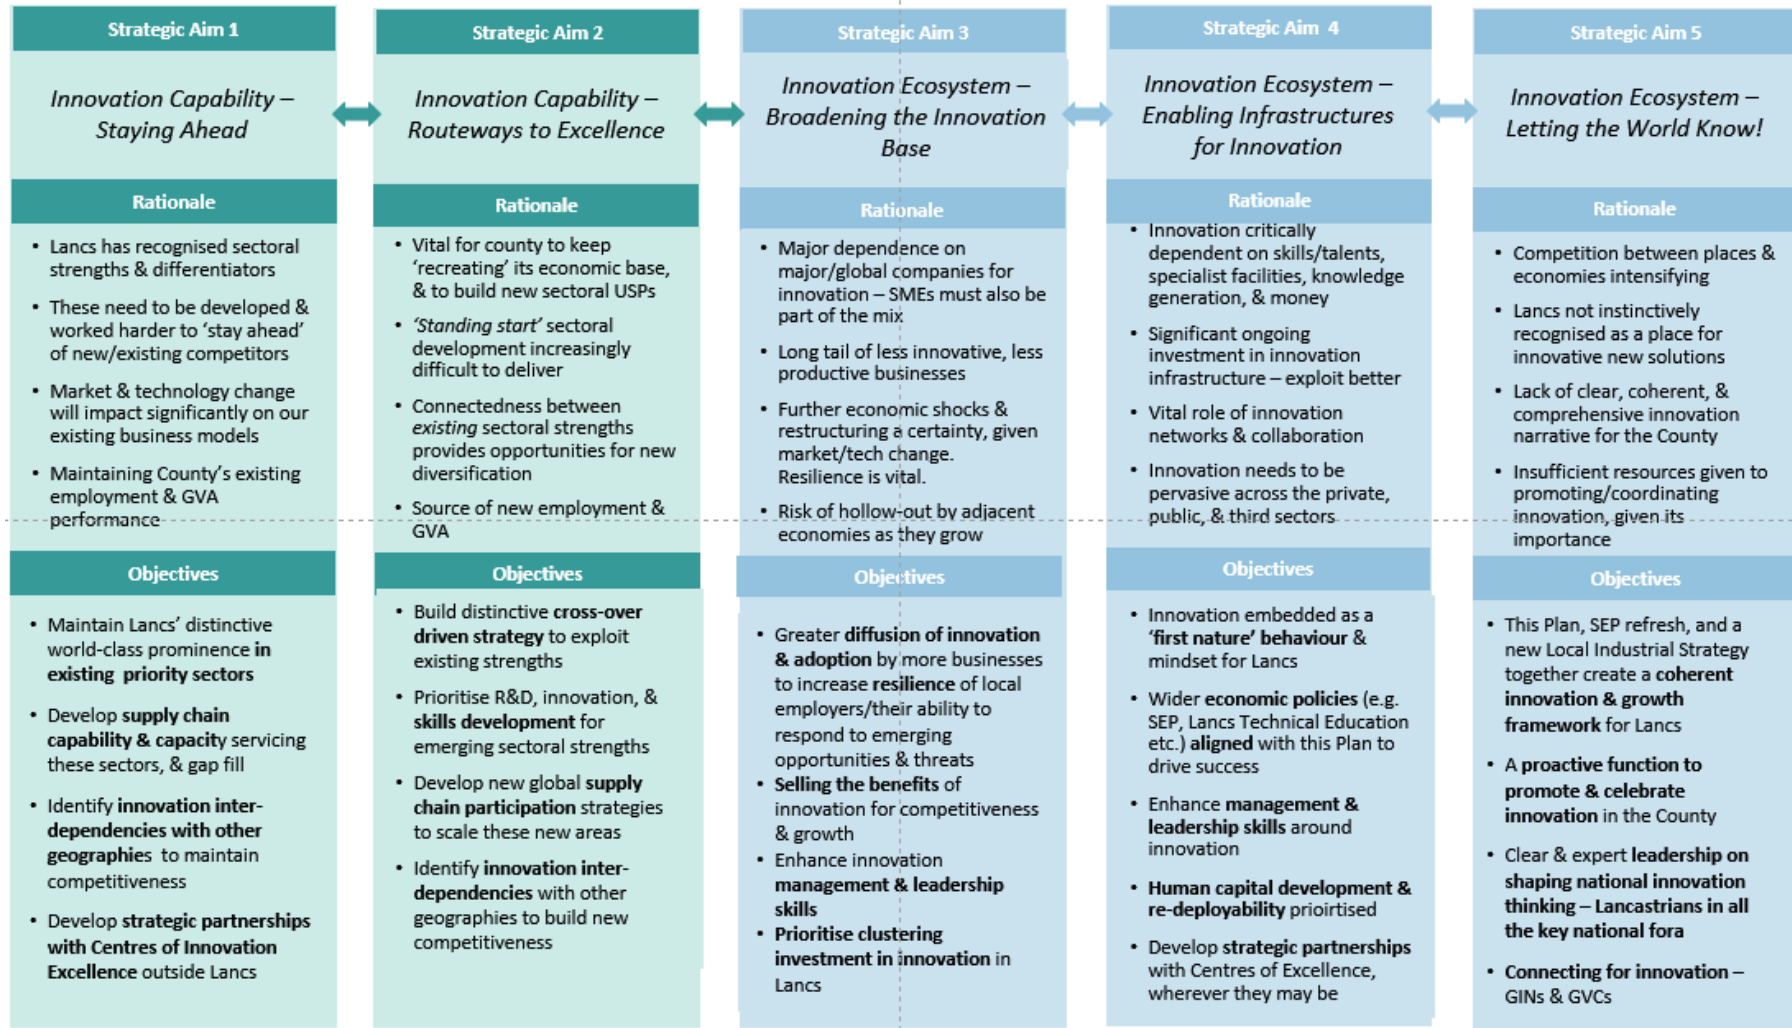 Strategic Aim 1
Innovation Capability –
Staying Ahead
Rationale
• Lancs has recognised sectoral
strengths & differentiators
• These need to be developed &
worked harder to ‘stay ahead’
of new/existing competitors
• Market & technology change
will impact significantly on our
existing business models
• Maintaining County’s existing
employment & GVA
performance
Objectives
• Maintain Lancs’ distinctive
world-class prominence in
existing priority sectors
• Develop supply chain
capability & capacity servicing
these sectors, & gap fill
• Identify innovation inter-
dependencies with other
geographies to maintain
competitiveness
• Develop strategic partnerships
with Centres of Innovation
Excellence outside Lancs
Strategic Aim 2
Innovation Capability –
Routeways to Excellence
Rationale
• Vital for county to keep
‘recreating’ its economic base,
& to build new sectoral USPs
• ‘Standing start’ sectoral
development increasingly
difficult to deliver
• Connectedness between
existing sectoral strengths
provides opportunities for new
diversification
• Source of new employment &
GVA
Objectives
• Build distinctive cross-over
driven strategy to exploit
existing strengths
• Prioritise R&D, innovation, &
skills development for
emerging sectoral strengths
• Develop new global supply
chain participation strategies
to scale these new areas
• Identify innovation inter-
dependencies with other
geographies to build new
competitiveness
Strategic Aim 3
Innovation Ecosystem –
Broadening the Innovation
Base
Rationale
• Major dependence on
major/global companies for
innovation – SMEs must also be
part of the mix
• Long tail of less innovative, less
productive businesses
• Further economic shocks &
restructuring a certainty, given
market/tech change.
Resilience is vital.
• Risk of hollow-out by adjacent
economies as they grow
Objectives
• Greater diffusion of innovation
& adoption by more businesses
to increase resilience of local
employers/their ability to
respond to emerging
opportunities & threats
• Selling the benefits of
innovation for competitiveness
& growth
• Enhance innovation
management & leadership
skills
• Prioritise clustering
investment in innovation in
Lancs
Strategic Aim 4
Innovation Ecosystem –
Enabling Infrastructures
for Innovation
Rationale
• Innovation critically
dependent on skills/talents,
specialist facilities, knowledge
generation, & money
• Significant ongoing
investment in innovation
infrastructure – exploit better
• Vital role of innovation
networks & collaboration
• Innovation needs to be
pervasive across the private,
public, & third sectors
Objectives
• Innovation embedded as a
‘first nature’ behaviour &
mindset for Lancs
• Wider economic policies (e.g.
SEP, Lancs Technical Education
etc.) aligned with this Plan to
drive success
• Enhance management &
leadership skills around
innovation
• Human capital development &
re-deployability prioirtised
• Develop strategic partnerships
with Centres of Excellence,
wherever they may be
Strategic Aim 5
Innovation Ecosystem –
Letting the World Know!
Rationale
• Competition between places &
economies intensifying
• Lancs not instinctively
recognised as a place for
innovative new solutions
• Lack of clear, coherent, &
comprehensive innovation
narrative for the County
• Insufficient resources given to
promoting/coordinating
innovation, given its
importance
Objectives
• This Plan, SEP refresh, and a
new Local Industrial Strategy
together create a coherent
innovation & growth
framework for Lancs
• A proactive function to
promote & celebrate
innovation in the County
• Clear & expert leadership on
shaping national innovation
thinking – Lancastrians in all
the key national fora
• Connecting for innovation –
GINs & GVCs